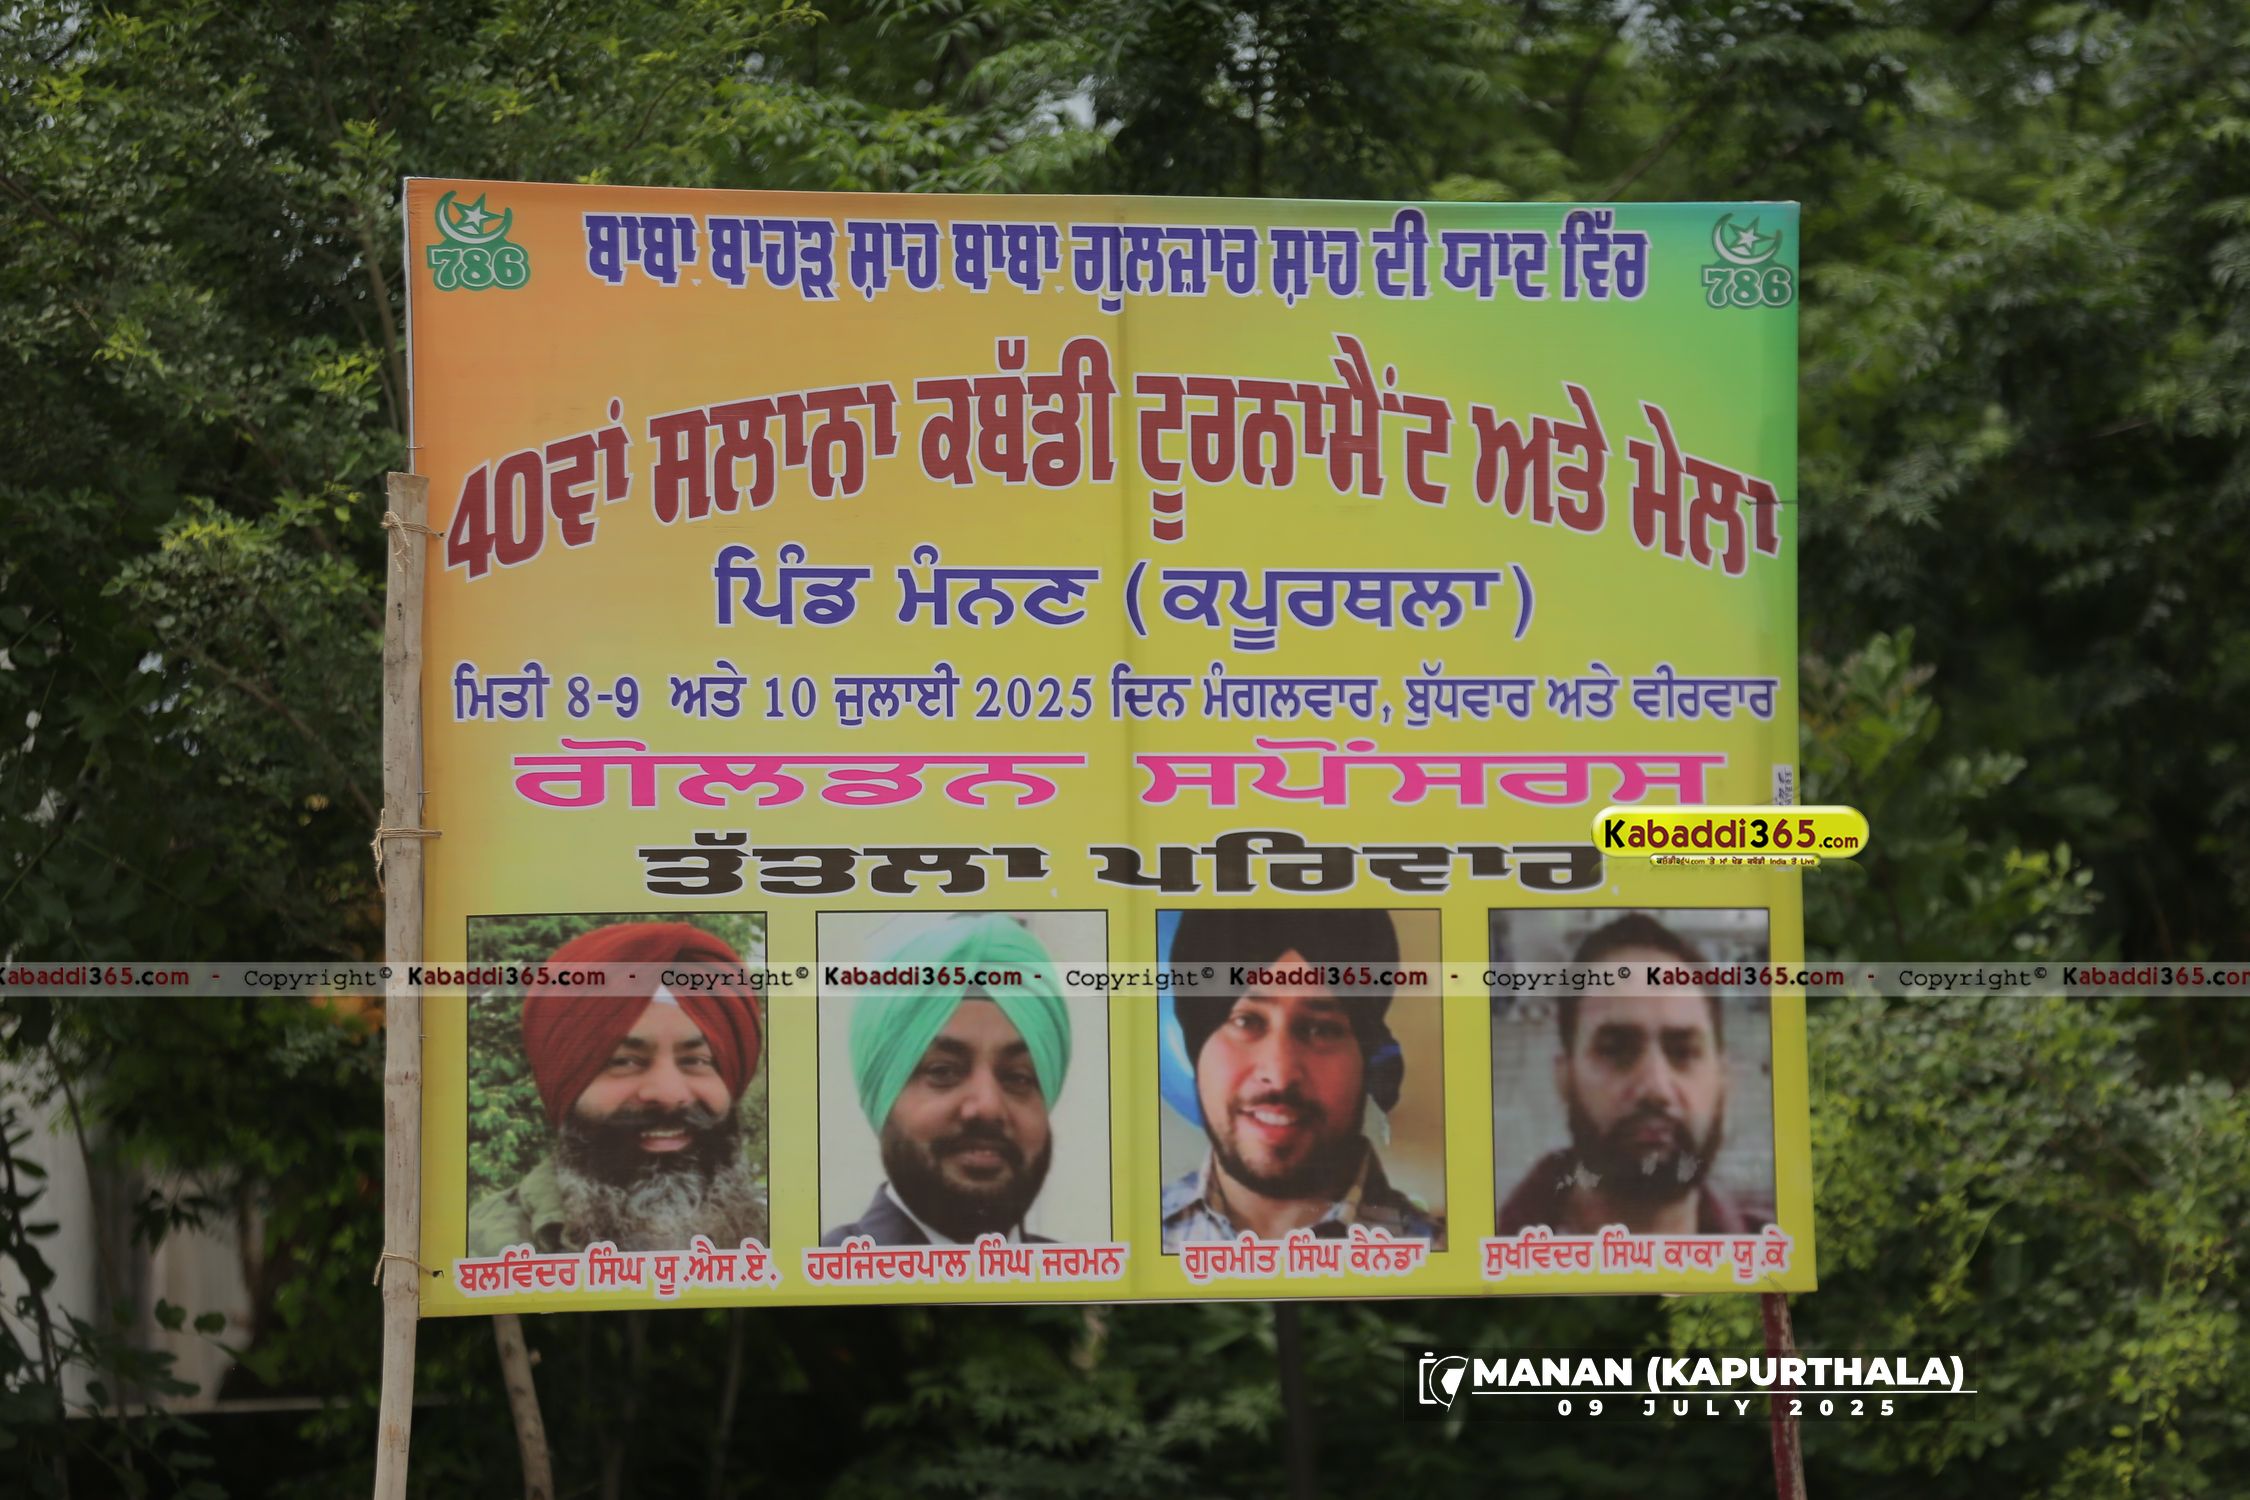 786
ਬਾਬਾ ਬਾਹੜ ਸ਼ਾਹ ਬਾਬਾ ਗੁਲਜ਼ਾਰ ਸ਼ਾਹ ਦੀ ਯਾਦ ਵਿੱਚ
786
40ਵਾਂ ਸਲਾਨਾ ਕਬੱਡੀ ਟੂਰਨਾਮੈਂਟ ਅਤੇ ਮੇਲਾ
ਪਿੰਡ ਮੰਨਣ (ਕਪੂਰਥਲਾ)
ਮਿਤੀ 8-9 ਅਤੇ 10 ਜੁਲਾਈ 2025 ਦਿਨ ਮੰਗਲਵਾਰ, ਬੁੱਧਵਾਰ ਅਤੇ ਵੀਰਵਾਰ
ਗੋਲਡਨ ਸਪੋਂਸਰਸ
ਤੱਤਲਾ ਪਰਿਵਾਰ
Kabaddi365.com
Kabaddi365.com - Copyright© Kabaddi365.com - Copyright© Kabaddi365.com - Copyright© Kabaddi365.com - Copyright© Kabaddi365.com - Copyright© Kabaddi365.com
ਬਲਵਿੰਦਰ ਸਿੰਘ ਯੂ.ਐਸ.ਏ.
ਹਰਜਿੰਦਰਪਾਲ ਸਿੰਘ ਜਰਮਨ
ਗੁਰਮੀਤ ਸਿੰਘ ਕੈਨੇਡਾ
ਸੁਖਵਿੰਦਰ ਸਿੰਘ ਕਾਕਾ ਯੂ.ਕੇ
MANAN (KAPURTHALA)
09 JULY 2025